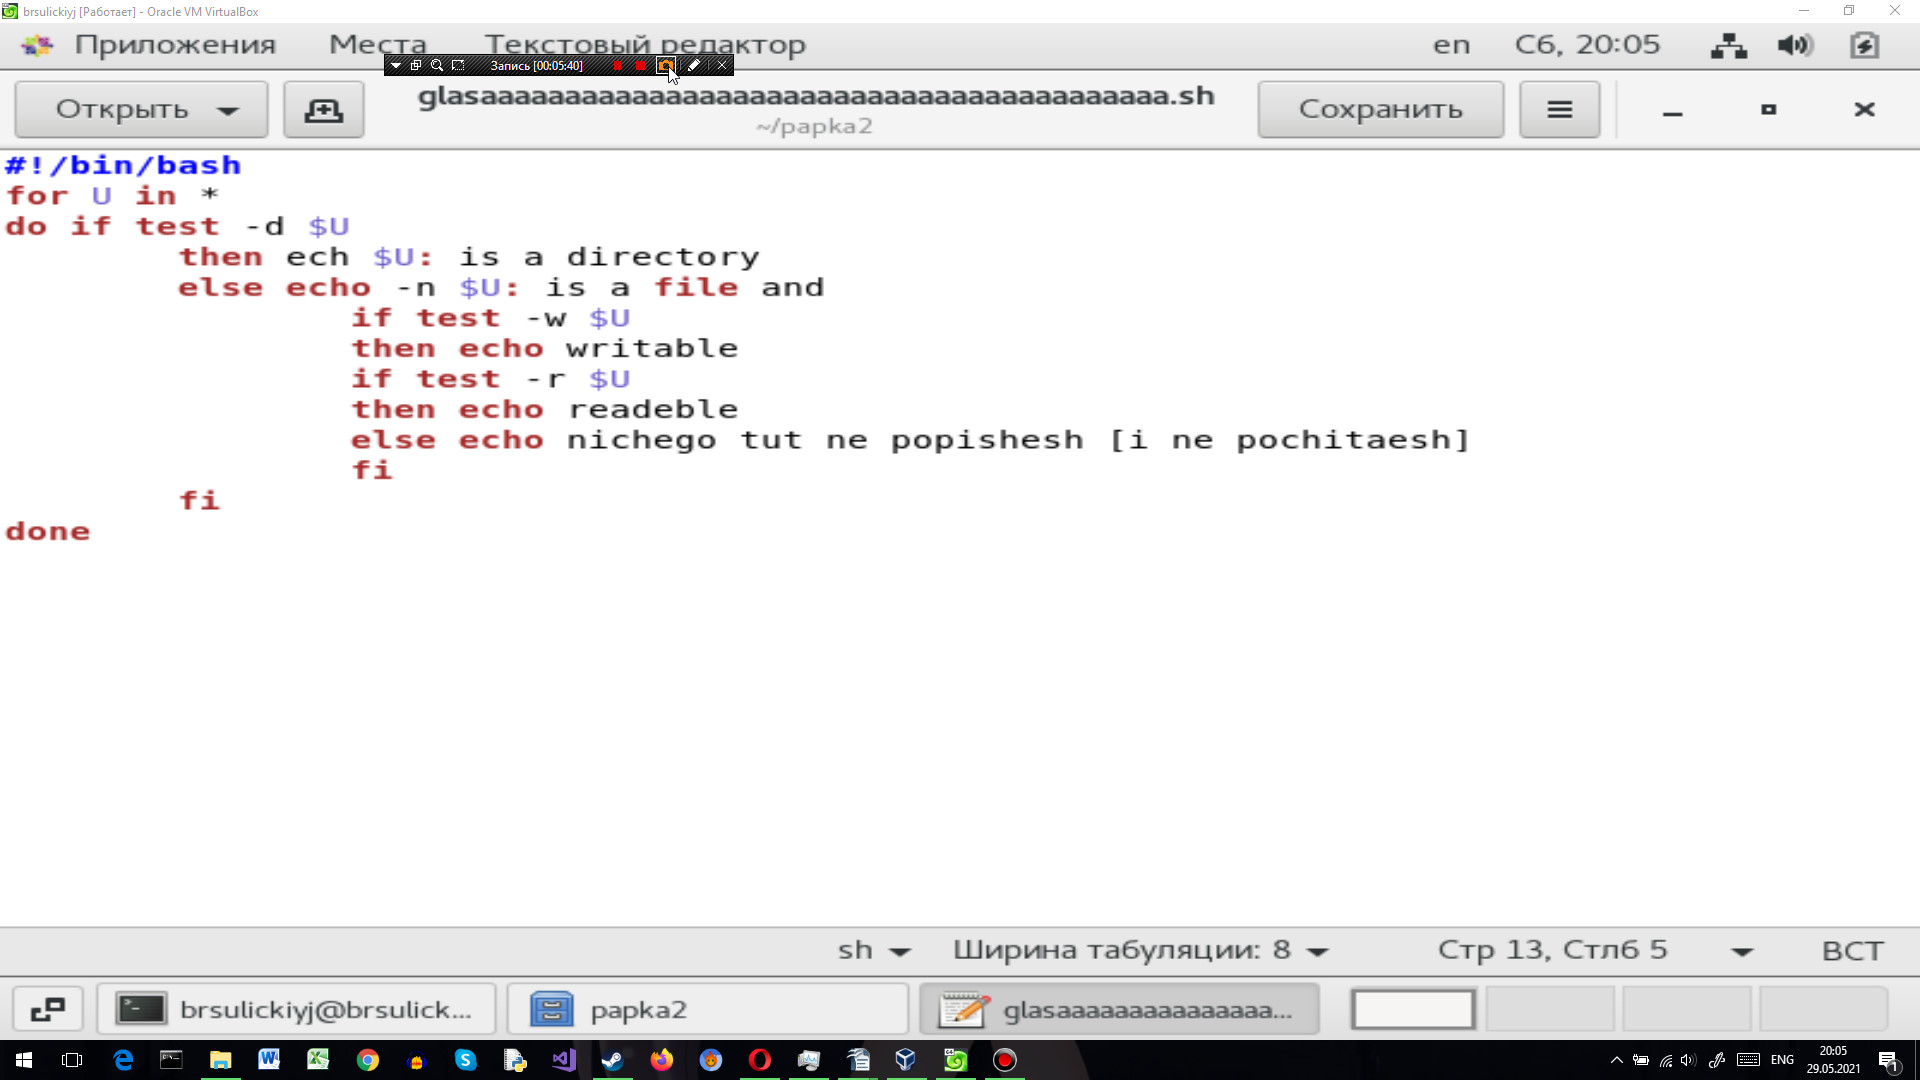 brsulickiyj [Работает] - Oracle VM VirtualBox
Приложения Места Текстовый редактор en Сб, 20:05
Запись [00:05:40]
Открыть glasaaaaaaaaaaaaaaaaaaaaaaaaaaaaaaaaaaaaaaaaa.sh Сохранить
~/papka2
#!/bin/bash
for U in *
do if test -d $U
then ech $U: is a directory
else echo -n $U: is a file and
if test -w $U
then echo writable
if test -r $U
then echo readeble
else echo nichego tut ne popishesh [i ne pochitaesh]
fi
fi
done
sh Ширина табуляции: 8 Стр 13, Стлб 5 ВСТ
brsulickiyj@brsulick... papka2 glasaaaaaaaaaaaaaaa...
ENG 20:05
29.05.2021 1